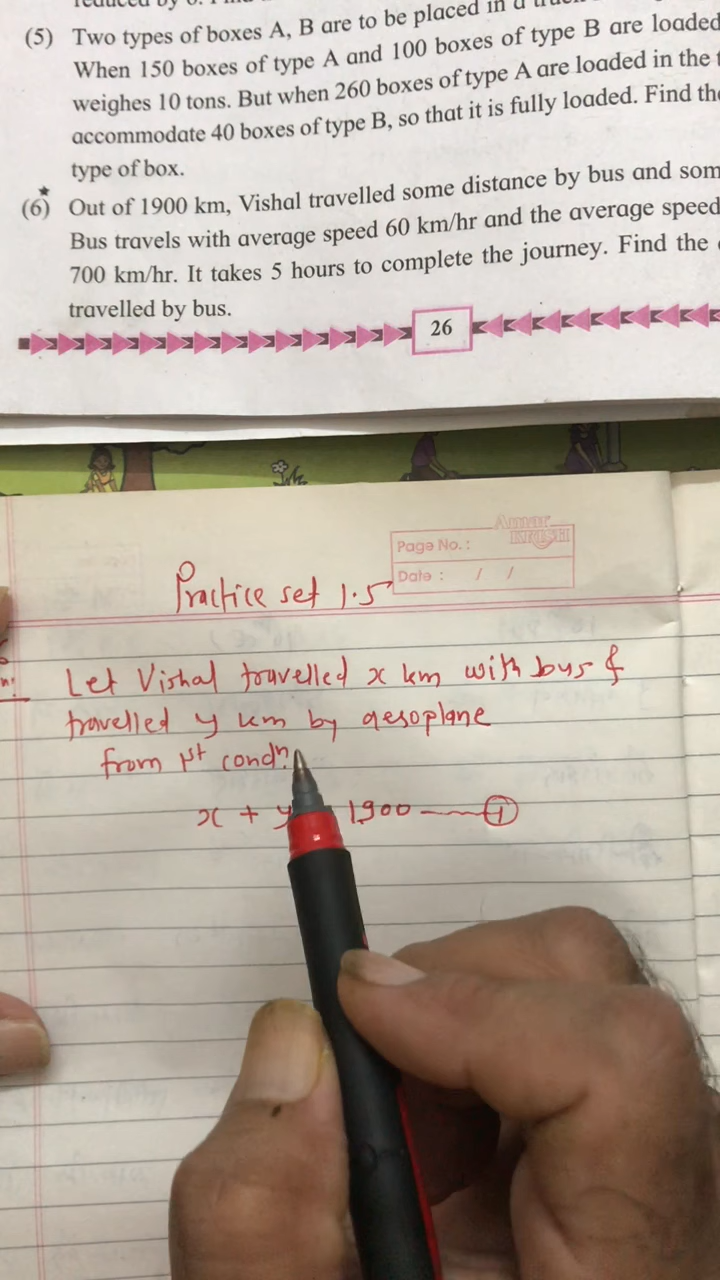 (5) Two types of boxes A, B are to be placed in a
When 150 boxes of type A and 100 boxes of type B are loaded
weighes 10 tons. But when 260 boxes of type A are loaded in the
accommodate 40 boxes of type B, so that it is fully loaded. Find the
type of box.
(6) Out of 1900 km, Vishal travelled some distance by bus and som
Bus travels with average speed 60 km/hr and the average speed
700 km/hr. It takes 5 hours to complete the journey. Find the
travelled by bus.
26
Amar
Page No. :
Date : / /
Practice set 1.5
Let Vishal travelled x km with bus &
travelled y km by aesoplane
from 1st condn.
x + y 1900 — ①